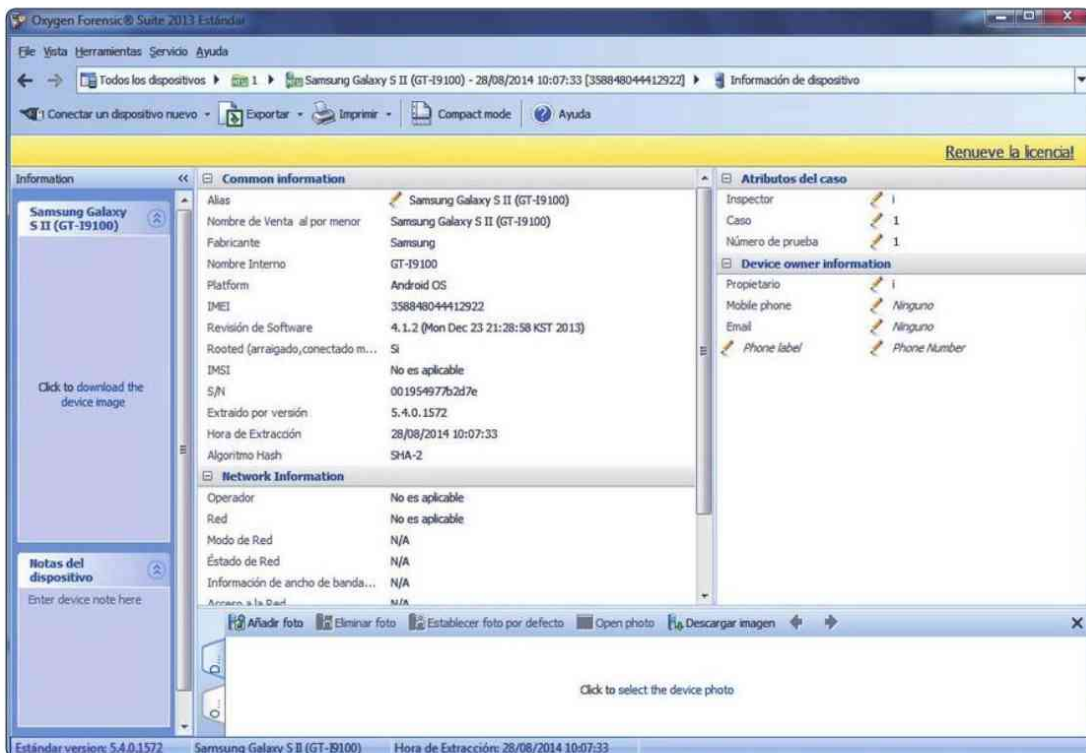 Oxygen Forensic® Suite 2013 Estándar
File Vista Herramientas Servicio Ayuda
Todos los dispositivos 1 Samsung Galaxy S II (GT-I9100) - 28/08/2014 10:07:33 [358848044412922] Información de dispositivo
Conectar un dispositivo nuevo Exportar Imprimir Compact mode Ayuda
Renueve la licencia!
Information
Samsung Galaxy
S II (GT-I9100)
Click to download the
device image
Notas del
dispositivo
Enter device note here
Common information
Alias Samsung Galaxy S II (GT-I9100)
Nombre de Venta al por menor Samsung Galaxy S II (GT-I9100)
Fabricante Samsung
Nombre Interno GT-I9100
Platform Android OS
IMEI 358848044412922
Revisión de Software 4.1.2 (Mon Dec 23 21:28:58 KST 2013)
Rooted (arraigado,conectado m... Si
IMSI No es aplicable
S/N 001954977b2d7e
Extraido por versión 5.4.0.1572
Hora de Extracción 28/08/2014 10:07:33
Algoritmo Hash SHA-2
Network Information
Operador No es aplicable
Red No es aplicable
Modo de Red N/A
Éstado de Red N/A
Información de ancho de banda... N/A
Acceso a la Red N/A
Atributos del caso
Inspector i
Caso 1
Número de prueba 1
Device owner information
Propietario i
Mobile phone Ninguno
Email Ninguno
Phone label Phone Number
Añadir foto Eliminar foto Establecer foto por defecto Open photo Descargar imagen
D...
O...
Click to select the device photo
Estándar version: 5.4.0.1572 Samsung Galaxy S II (GT-I9100) Hora de Extracción: 28/08/2014 10:07:33